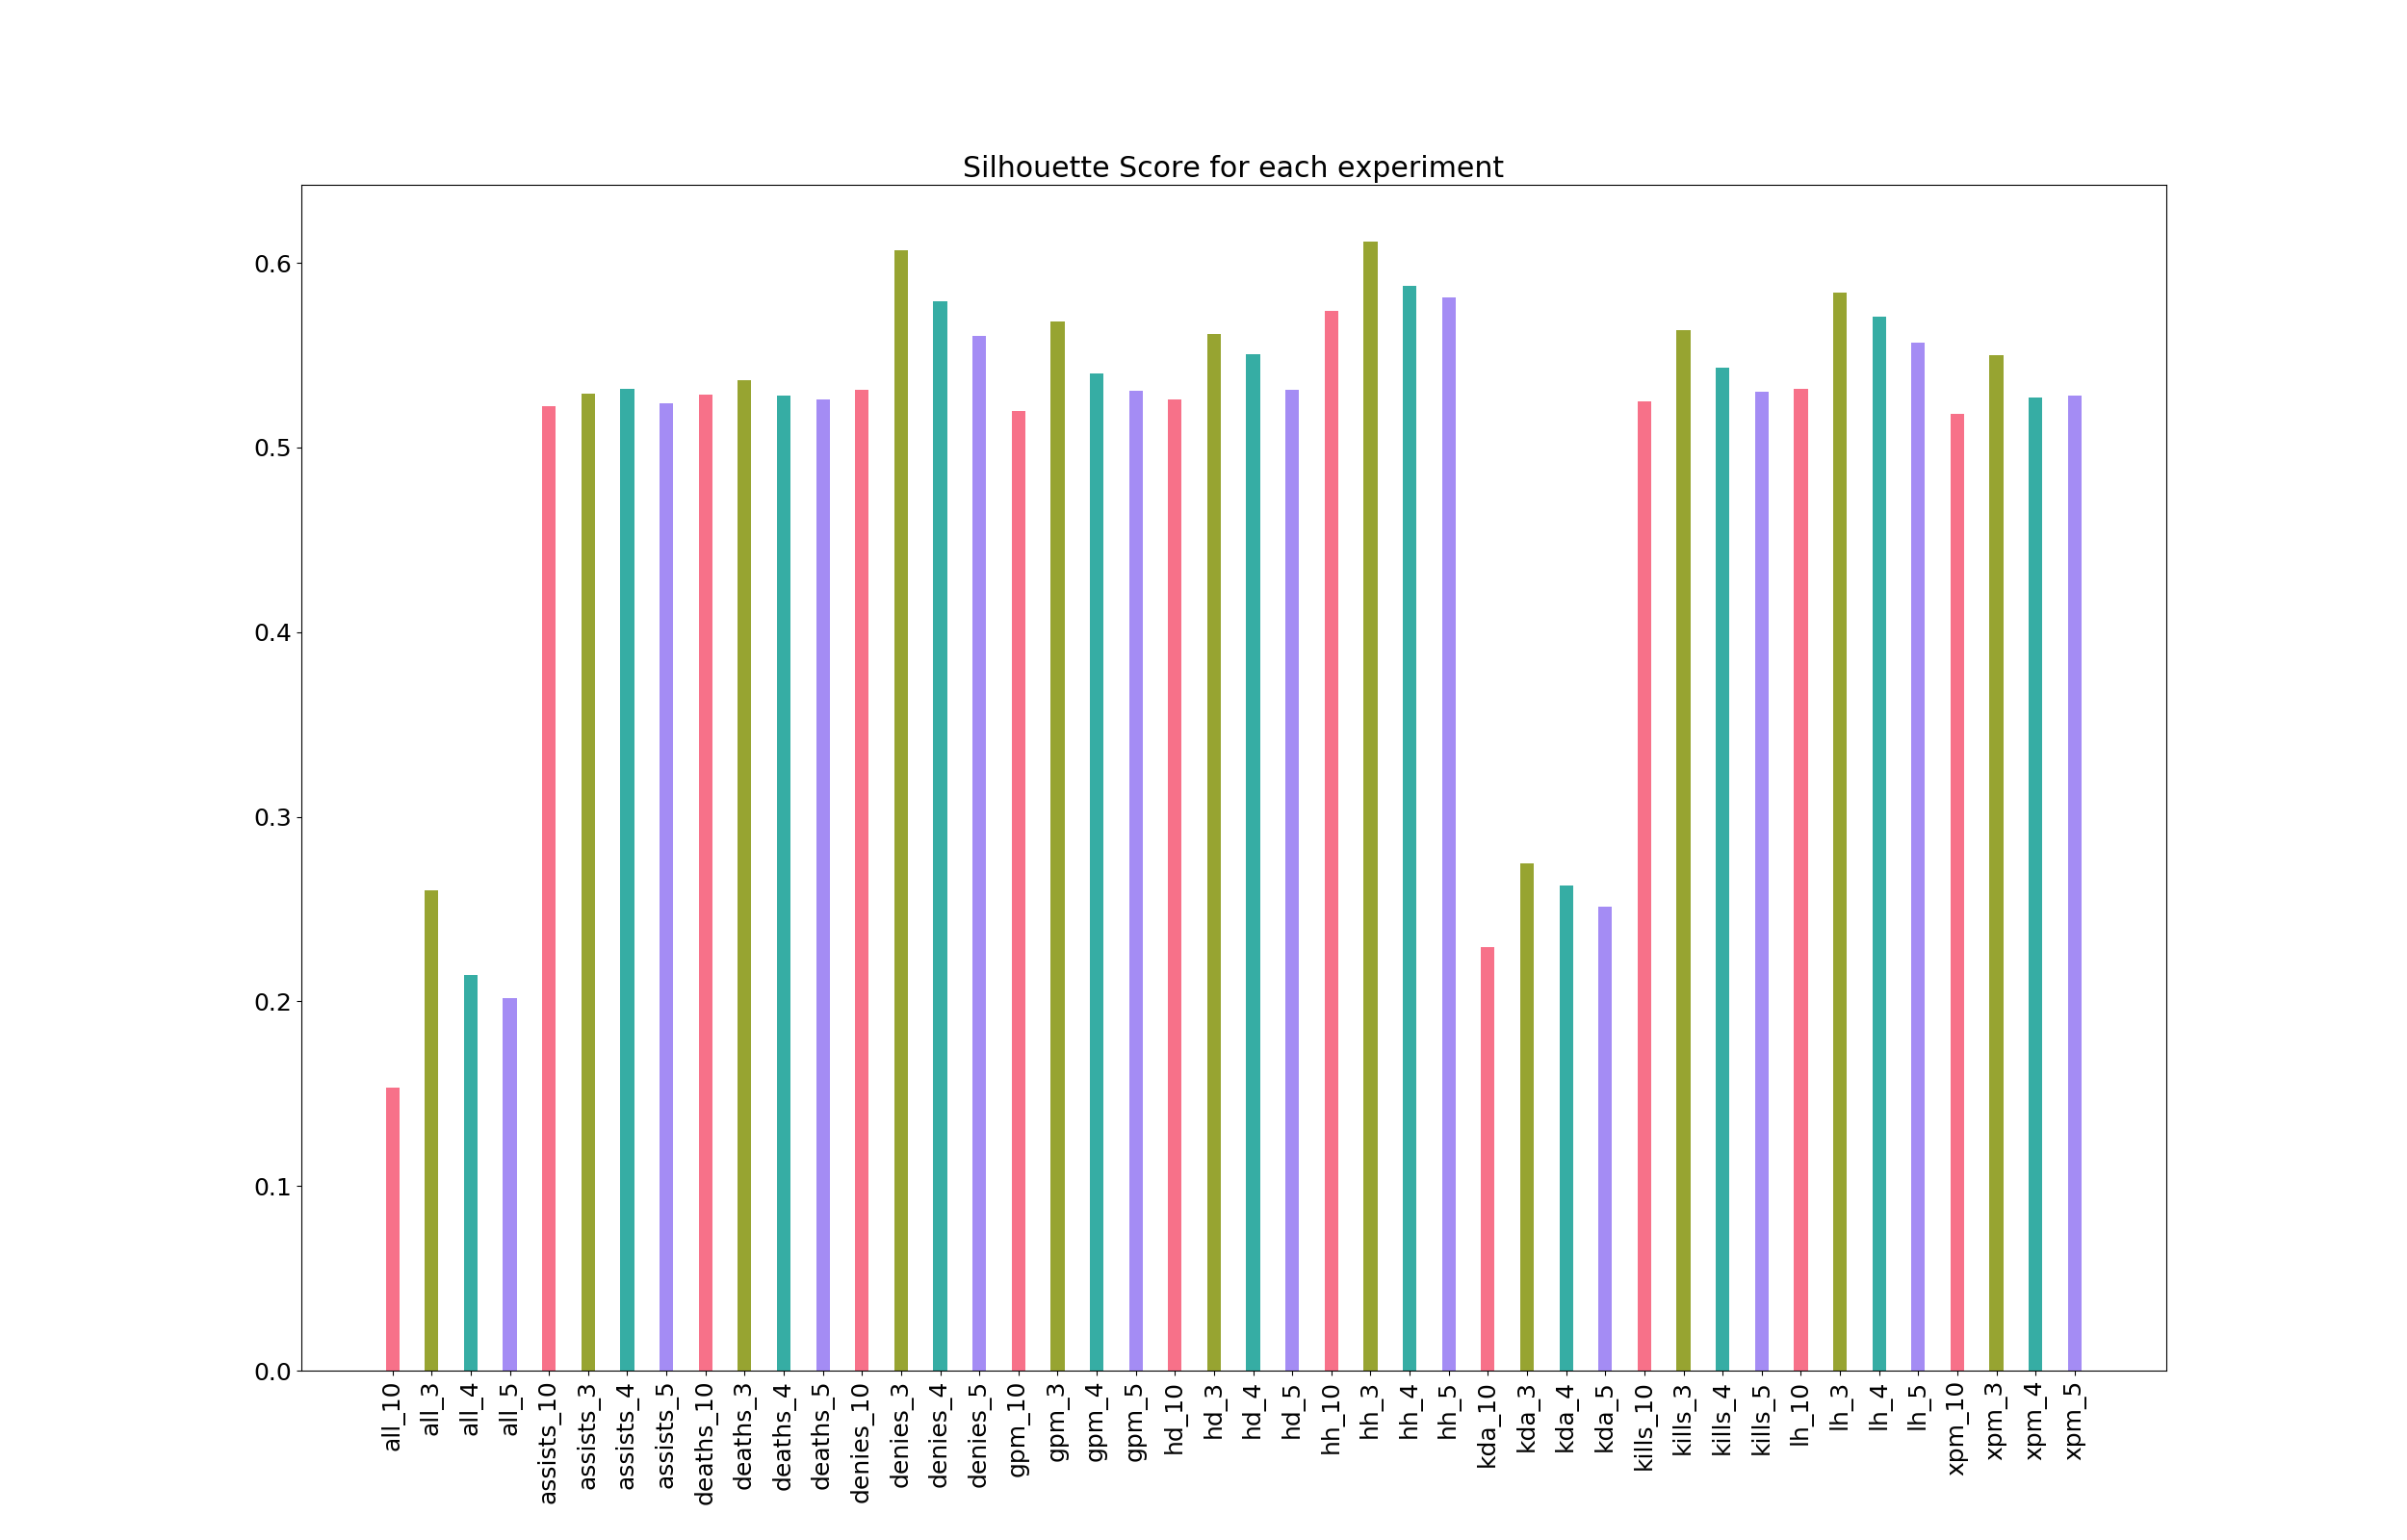 Silhouette Score for each experiment
0.6
0.5
0.4
0.3
0.2
0.1
0.0
all_10
all_3
all_4
all_5
assists_10
assists_3
assists_4
assists_5
deaths_10
deaths_3
deaths_4
deaths_5
denies_10
denies_3
denies_4
denies_5
gpm_10
gpm_3
gpm_4
gpm_5
hd_10
hd_3
hd_4
hd_5
hh_10
hh_3
hh_4
hh_5
kda_10
kda_3
kda_4
kda_5
kills_10
kills_3
kills_4
kills_5
lh_10
lh_3
lh_4
lh_5
xpm_10
xpm_3
xpm_4
xpm_5